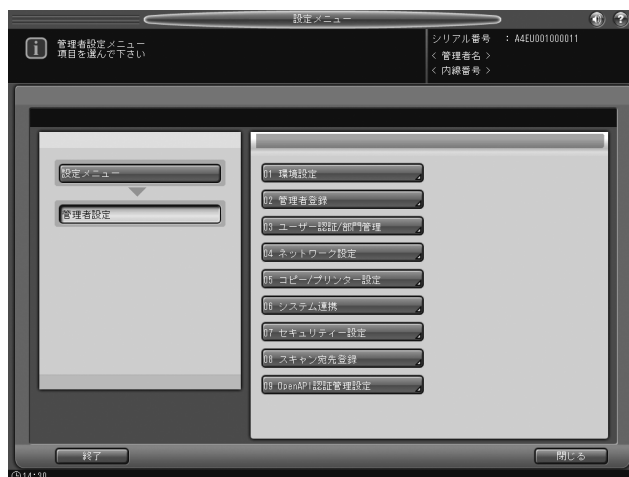 設定メニュー
管理者設定メニュー
項目を選んで下さい
シリアル番号 : A4EU001000011
< 管理者名 >
< 内線番号 >
設定メニュー
管理者設定
01 環境設定
02 管理者登録
03 ユーザー認証/部門管理
04 ネットワーク設定
05 コピー/プリンター設定
06 システム連携
07 セキュリティー設定
08 スキャン宛先登録
09 OpenAPI認証管理設定
終了
閉じる
14:30